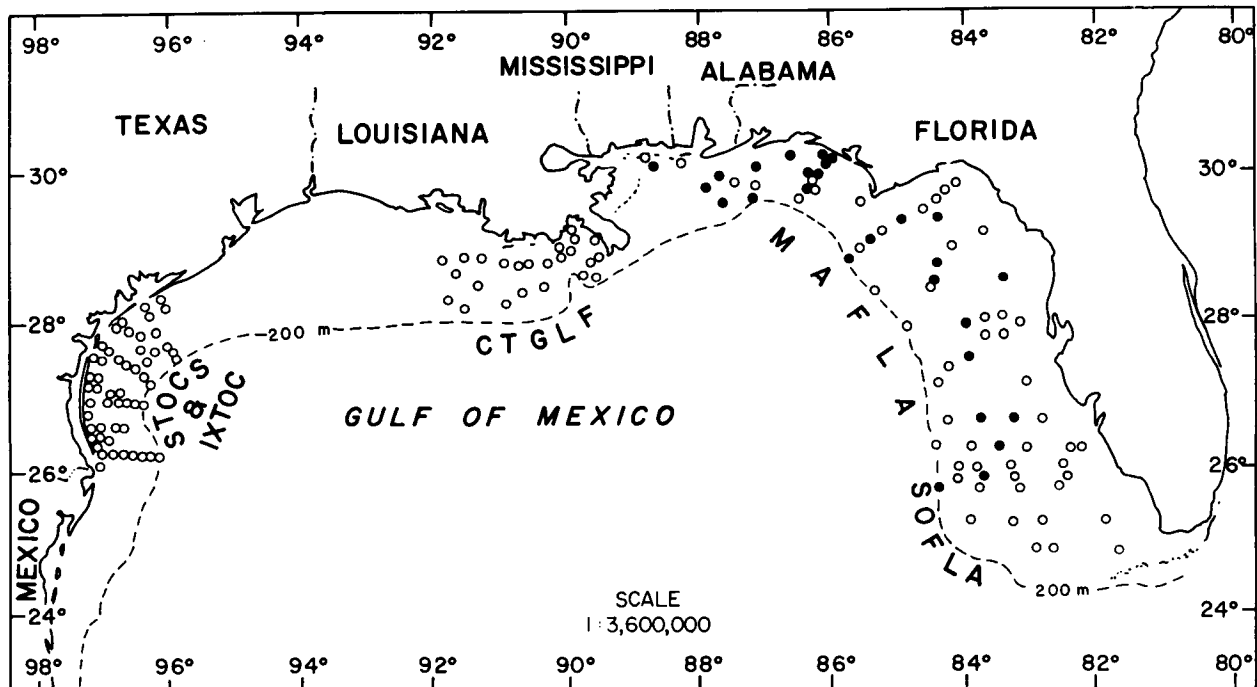 98° 96° 94° 92° 90° 88° 86° 84° 82° 80°
MISSISSIPPI ALABAMA
TEXAS LOUISIANA FLORIDA
30° 30°
MAFLA
28° 200 m CTGLF 28°
STOCS
&
IXTOC
GULF OF MEXICO
26° 26°
SOFLA
MEXICO
200 m
24° SCALE 24°
1:3,600,000
98° 96° 94° 92° 90° 88° 86° 84° 82° 80°